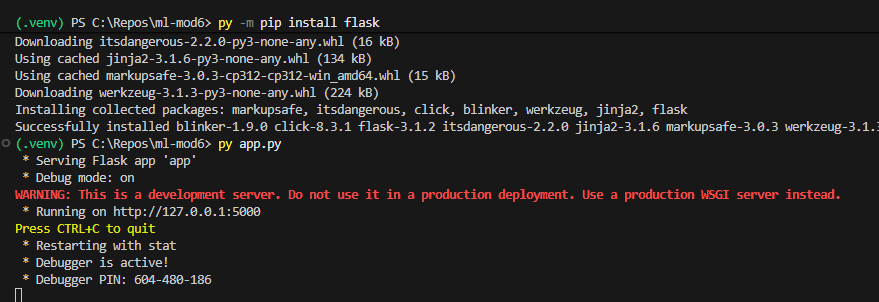 (.venv) PS C:\Repos\ml-mod6> py -m pip install flask
Downloading itsdangerous-2.2.0-py3-none-any.whl (16 kB)
Using cached jinja2-3.1.6-py3-none-any.whl (134 kB)
Using cached markupsafe-3.0.3-cp312-cp312-win_amd64.whl (15 kB)
Downloading werkzeug-3.1.3-py3-none-any.whl (224 kB)
Installing collected packages: markupsafe, itsdangerous, click, blinker, werkzeug, jinja2, flask
Successfully installed blinker-1.9.0 click-8.3.1 flask-3.1.2 itsdangerous-2.2.0 jinja2-3.1.6 markupsafe-3.0.3 werkzeug-3.1.3
(.venv) PS C:\Repos\ml-mod6> py app.py
 * Serving Flask app 'app'
 * Debug mode: on
WARNING: This is a development server. Do not use it in a production deployment. Use a production WSGI server instead.
 * Running on http://127.0.0.1:5000
Press CTRL+C to quit
 * Restarting with stat
 * Debugger is active!
 * Debugger PIN: 604-480-186